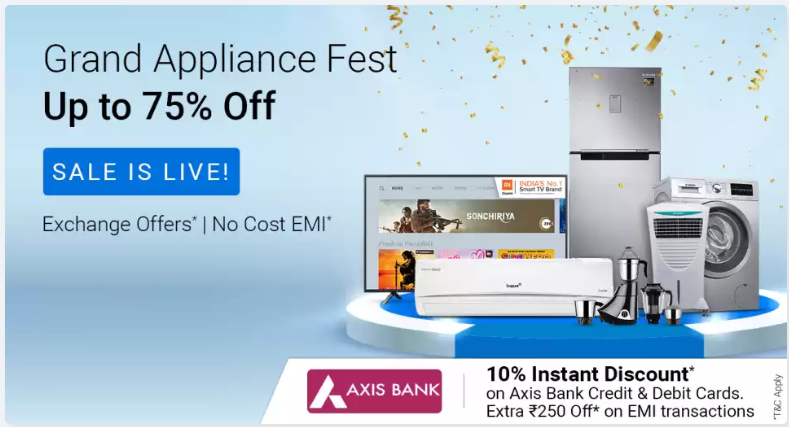 Grand Appliance Fest
Up to 75% Off
SALE IS LIVE!
Exchange Offers* | No Cost EMI*
INDIA'S No.1
Smart TV Brand
HOME
SONCHIRIYA
AXIS BANK
10% Instant Discount*
on Axis Bank Credit & Debit Cards.
Extra ₹250 Off* on EMI transactions
*T&C Apply